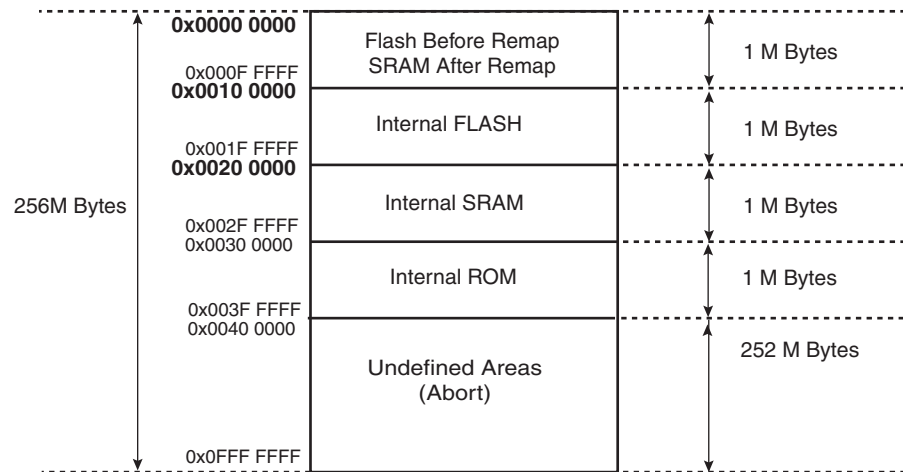 0x0000 0000
Flash Before Remap
SRAM After Remap
1 M Bytes
0x000F FFFF
0x0010 0000
Internal FLASH
1 M Bytes
0x001F FFFF
0x0020 0000
256M Bytes
Internal SRAM
1 M Bytes
0x002F FFFF
0x0030 0000
Internal ROM
1 M Bytes
0x003F FFFF
0x0040 0000
252 M Bytes
Undefined Areas
(Abort)
0x0FFF FFFF